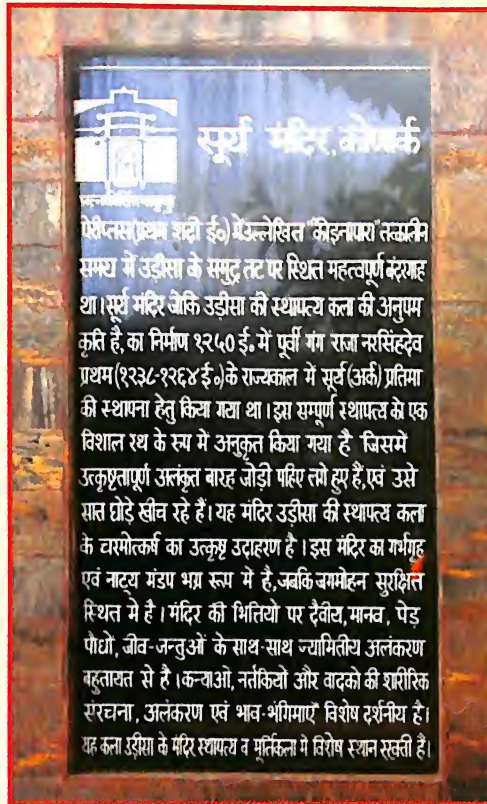 सूर्य मंदिर, कोणार्क
पेरीप्लस (प्रथम शदी ई०) में उल्लेखित "कौइनापारा" तत्कालीन
समय में उड़ीसा के समुद्र तट पर स्थित महत्वपूर्ण बंदरगाह
था। सूर्य मंदिर जोकि उड़ीसा की स्थापत्य कला की अनुपम
कृति है, का निर्माण १२५० ई० में पूर्वी गंग राजा नरसिंहदेव
प्रथम (१२३८-१२६४ ई०) के राज्यकाल में सूर्य (अर्क) प्रतिमा
की स्थापना हेतु किया गया था। इस सम्पूर्ण स्थापत्य को एक
विशाल रथ के रुप में अनुकृत किया गया है जिसमें
उत्कृष्टतापूर्ण अलंकृत बारह जोड़ी पहिए लगे हुए हैं, एवं उसे
सात घोड़े खींच रहे हैं। यह मंदिर उड़ीसा की स्थापत्य कला
के चरमोत्कर्ष का उत्कृष्ट उदाहरण है। इस मंदिर का गर्भगृह
एवं नाट्य मंडप भग्न रूप में है, जबकि जगमोहन सुरक्षित
स्थित मे है। मंदिर की भित्तियो पर दैवीय, मानव, पेड़
पौधों, जीव-जन्तुओं के साथ-साथ ज्यामितीय अलंकरण
बहुतायत से है। कन्याओं, नर्तकियो और वादको की शारीरिक
संरचना, अलंकरण एवं भाव-भंगिमाएँ विशेष दर्शनीय है।
यह कला उड़ीसा के मंदिर स्थापत्य व मूर्तिकला मे विशेष स्थान रखती हैं।